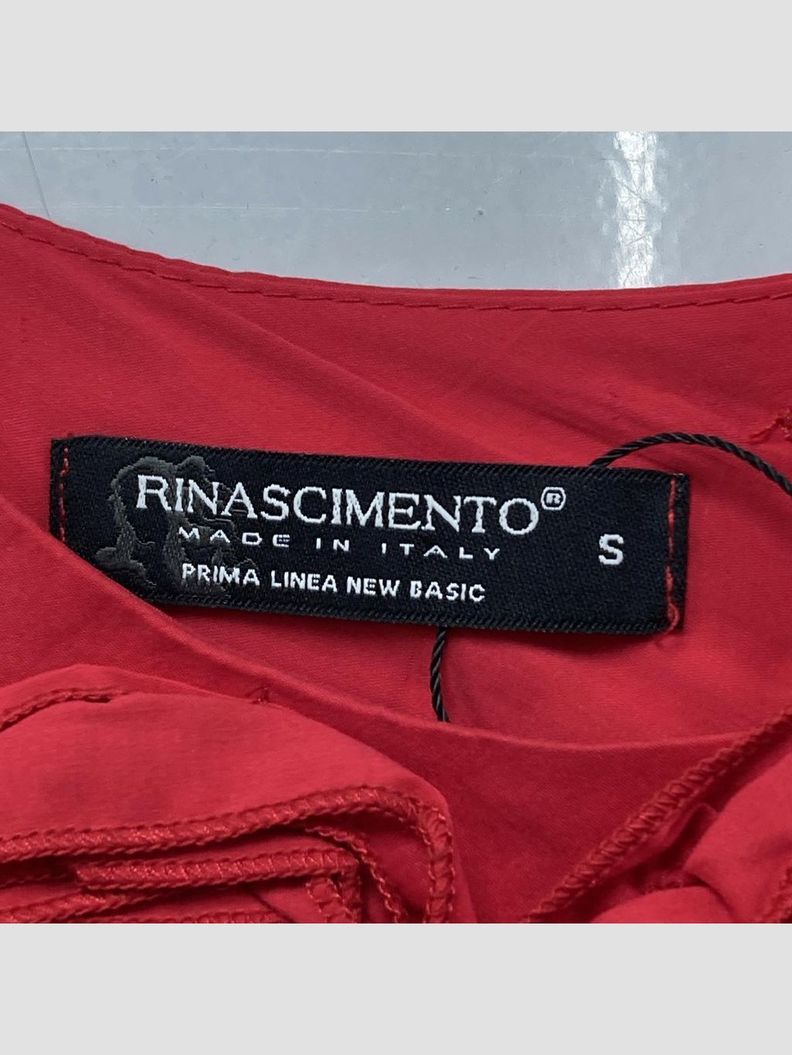 RINASCIMENTO®
MADE IN ITALY
PRIMA LINEA NEW BASIC
S